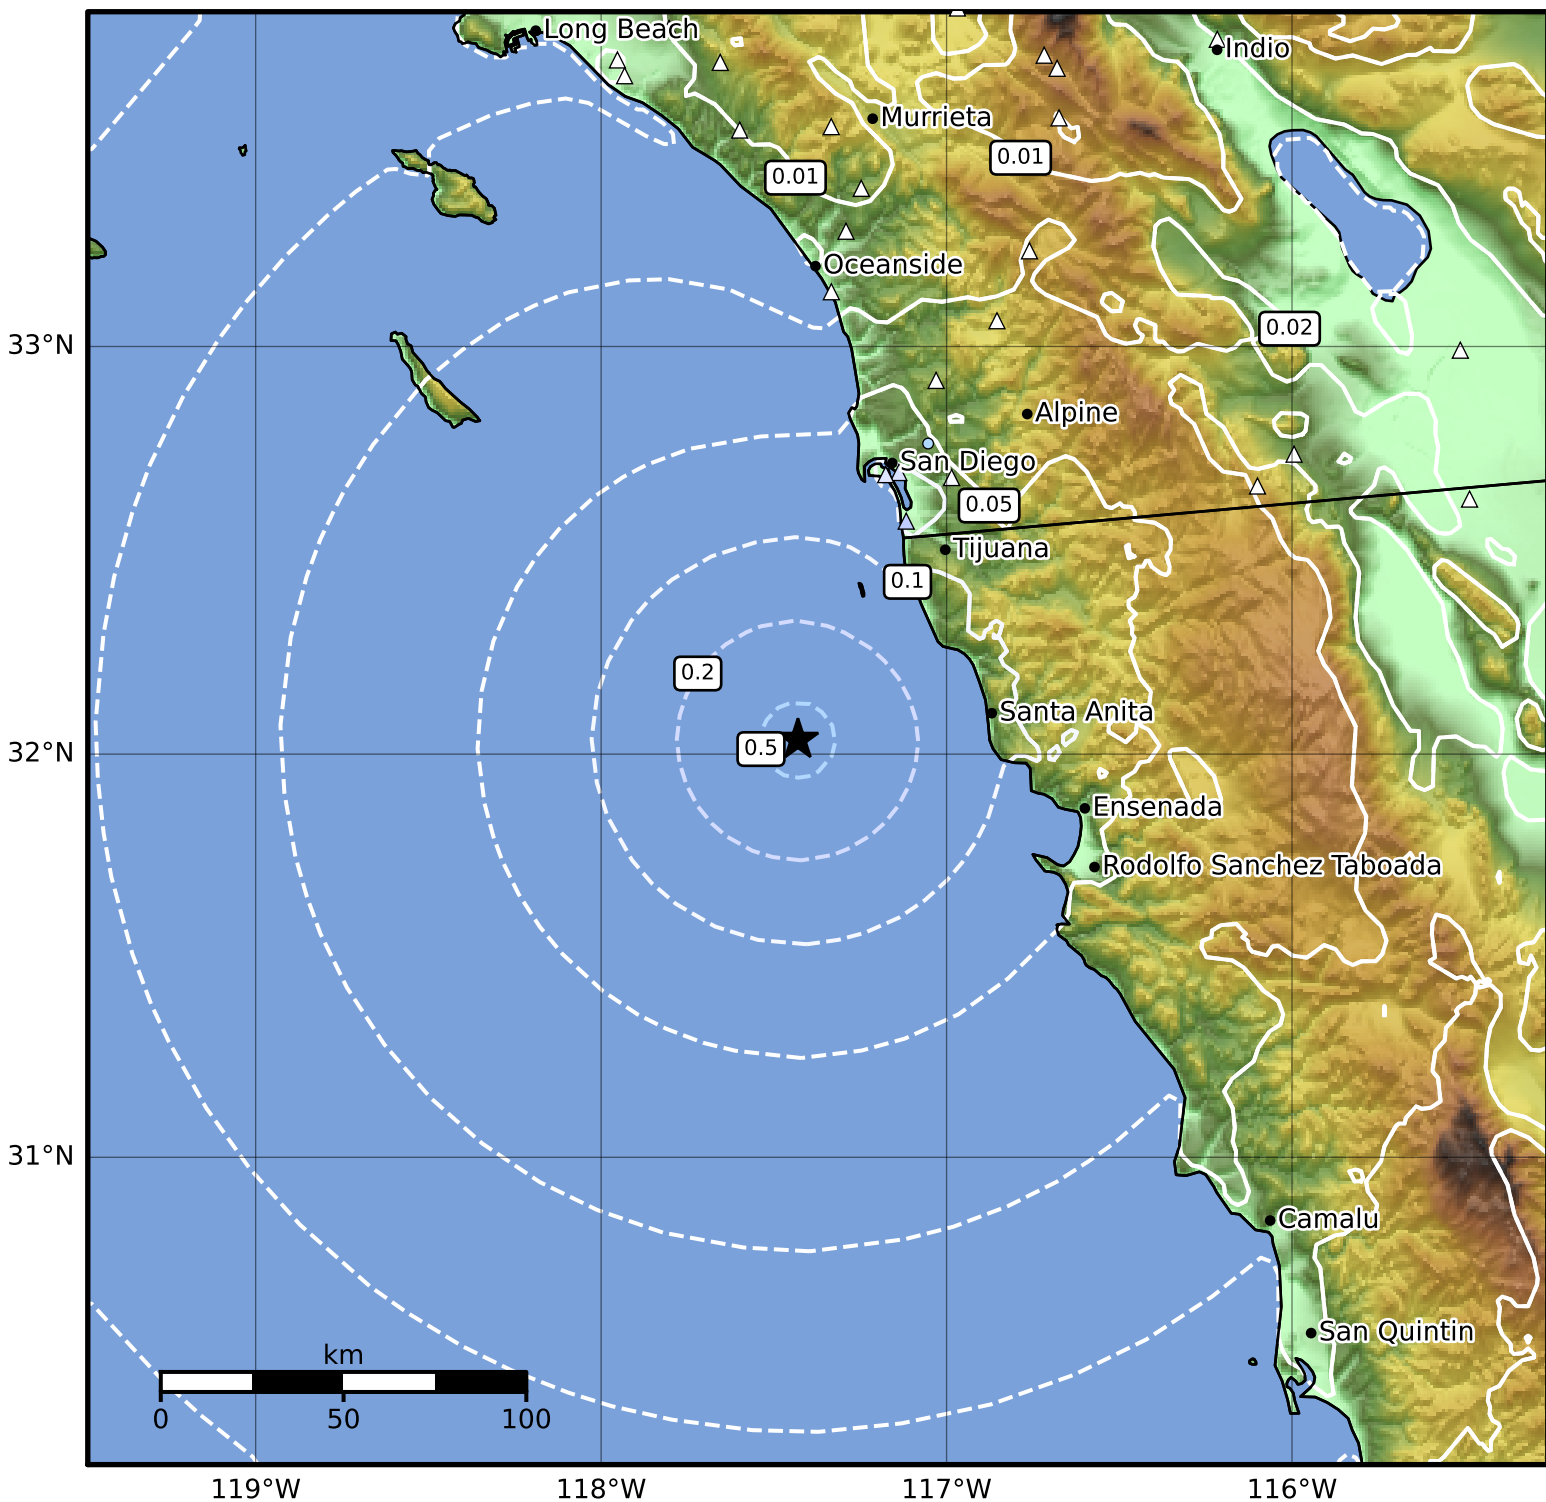 Long Beach
Indio
Murrieta
0.01
0.01
Oceanside
0.02
33°N
Alpine
San Diego
0.05
Tijuana
0.1
0.2
Santa Anita
0.5
32°N
Ensenada
Rodolfo Sanchez Taboada
31°N
Camalu
San Quintin
km
0 50 100
119°W 118°W 117°W 116°W